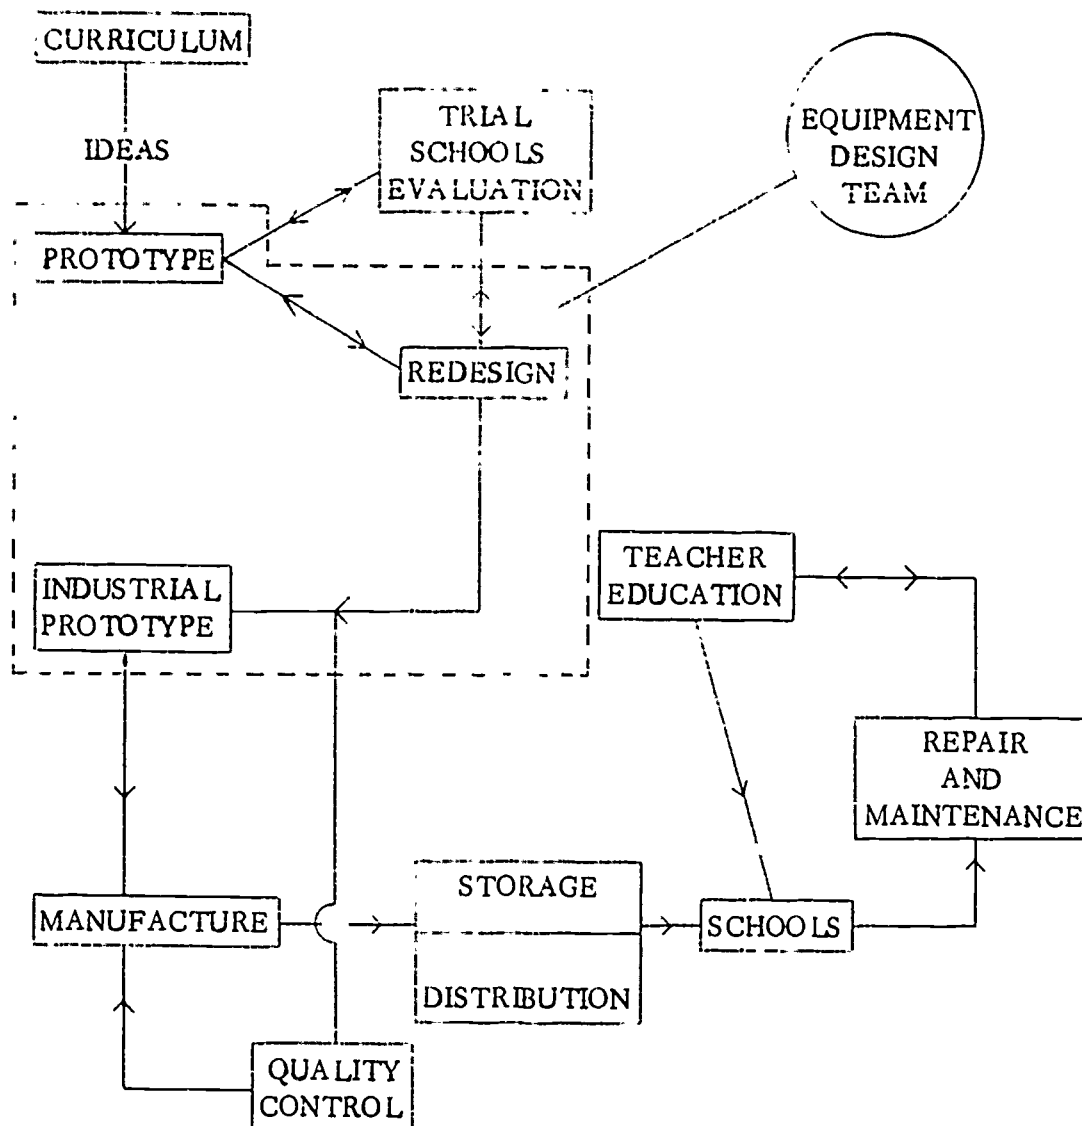 CURRICULUM
IDEAS
TRIAL
SCHOOLS
EVALUATION
EQUIPMENT
DESIGN
TEAM
PROTOTYPE
REDESIGN
INDUSTRIAL
PROTOTYPE
TEACHER
EDUCATION
REPAIR
AND
MAINTENANCE
MANUFACTURE
STORAGE
DISTRIBUTION
SCHOOLS
QUALITY
CONTROL